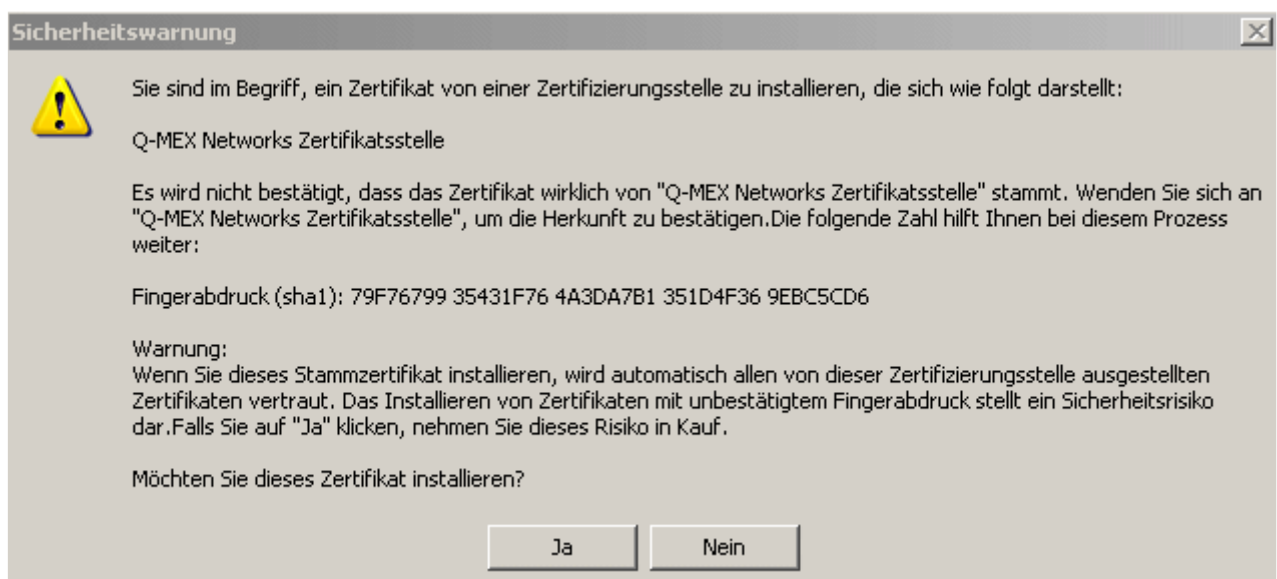 Sicherheitswarnung
Sie sind im Begriff, ein Zertifikat von einer Zertifizierungsstelle zu installieren, die sich wie folgt darstellt:
Q-MEX Networks Zertifikatsstelle
Es wird nicht bestätigt, dass das Zertifikat wirklich von "Q-MEX Networks Zertifikatsstelle" stammt. Wenden Sie sich an
"Q-MEX Networks Zertifikatsstelle", um die Herkunft zu bestätigen.Die folgende Zahl hilft Ihnen bei diesem Prozess
weiter:
Fingerabdruck (sha1): 79F76799 35431F76 4A3DA7B1 351D4F36 9EBC5CD6
Warnung:
Wenn Sie dieses Stammzertifikat installieren, wird automatisch allen von dieser Zertifizierungsstelle ausgestellten
Zertifikaten vertraut. Das Installieren von Zertifikaten mit unbestätigtem Fingerabdruck stellt ein Sicherheitsrisiko
dar.Falls Sie auf "Ja" klicken, nehmen Sie dieses Risiko in Kauf.
Möchten Sie dieses Zertifikat installieren?
Ja
Nein